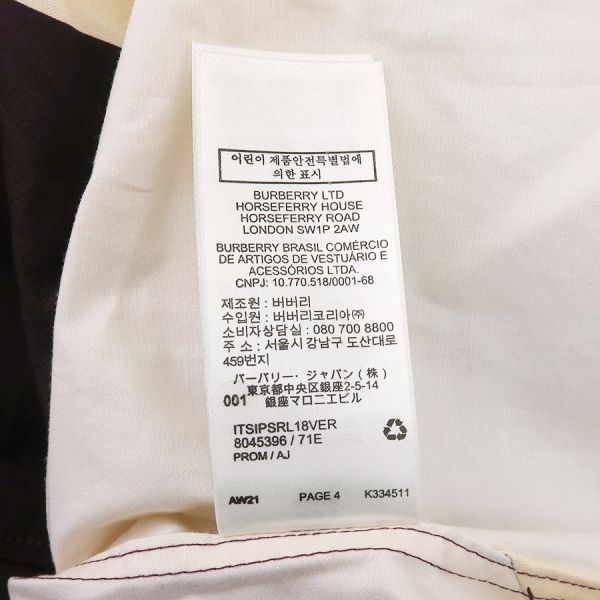 어린이 제품안전특별법에
의한 표시
BURBERRY LTD
HORSEFERRY HOUSE
HORSEFERRY ROAD
LONDON SW1P 2AW
BURBERRY BRASIL COMÉRCIO
DE ARTIGOS DE VESTUÁRIO E
ACESSÓRIOS LTDA.
CNPJ: 10.770.518/0001-68
제조원 : 버버리
수입원 : 버버리코리아㈜
소비자상담실 : 080 700 8800
주 소 : 서울시 강남구 도산대로
459번지
バーバリー・ジャパン（株）
東京都中央区銀座2-5-14
001 銀座マロニエビル
ITSIPSRL18VER
8045396 / 71E
PROM / AJ
AW21 PAGE 4 K334511